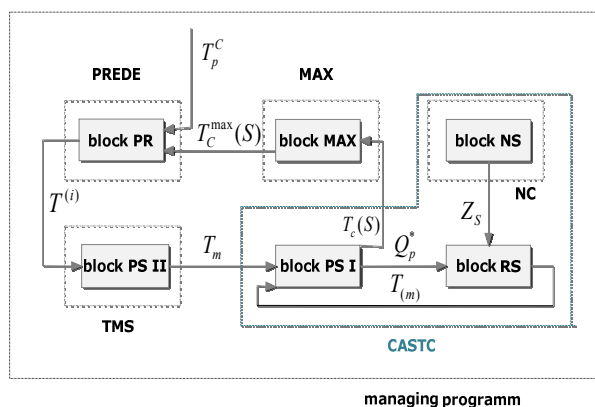 T_p^C
PREDE
MAX
block PR
T_C^max(S)
block MAX
block NS
NC
T^(i)
T_c(S)
Z_S
block PS II
T_m
block PS I
Q_p^*
T_(m)
block RS
TMS
CASTC
managing programm